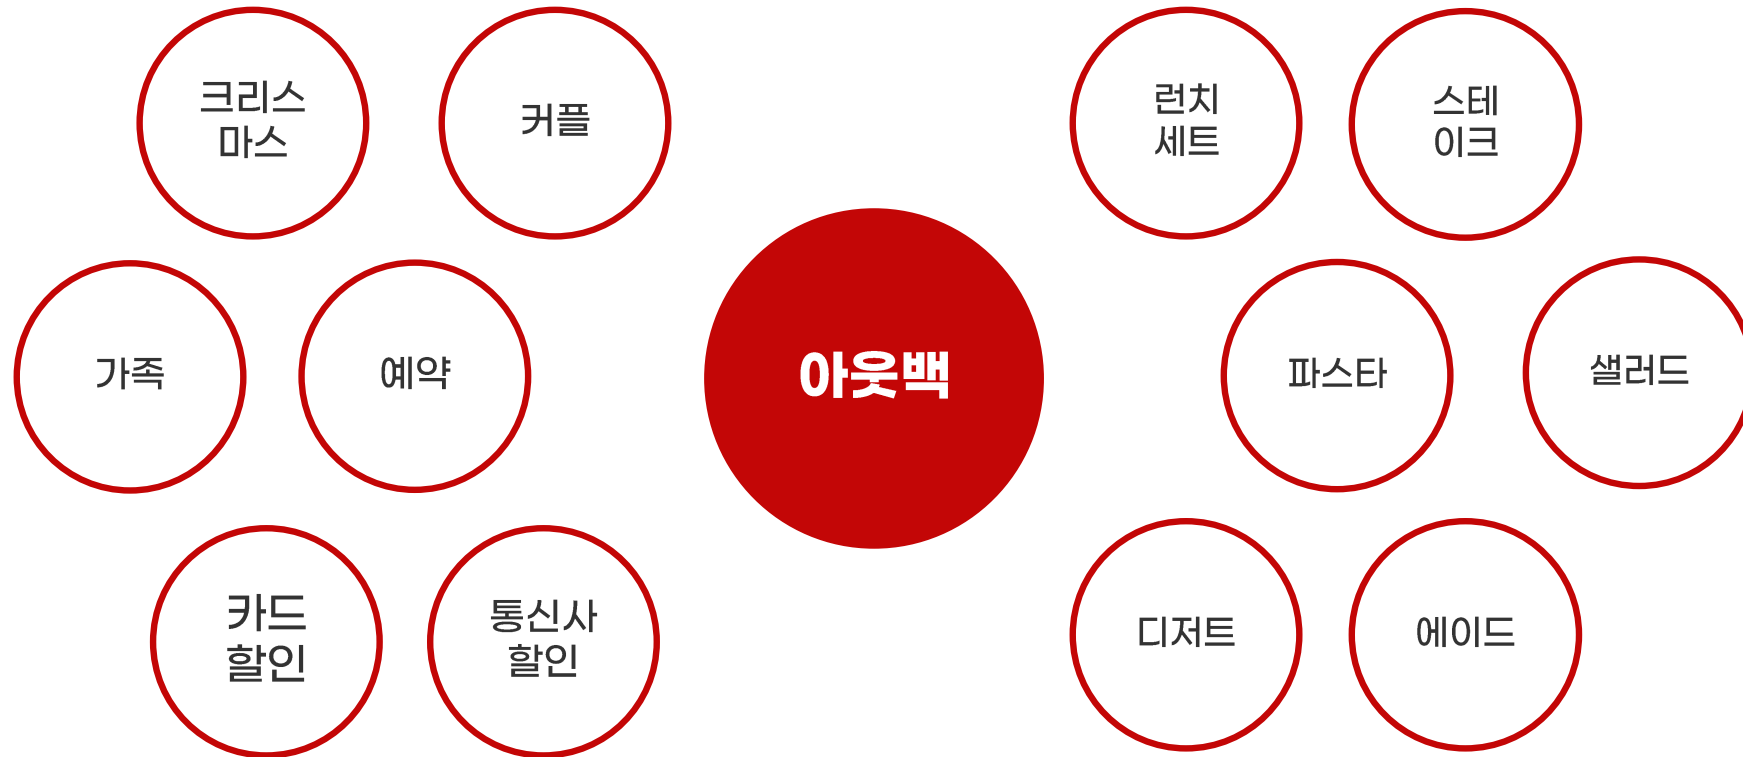 크리스
마스
커플
런치
세트
스테
이크
가족
예약
아웃백
파스타
샐러드
카드
할인
통신사
할인
디저트
에이드